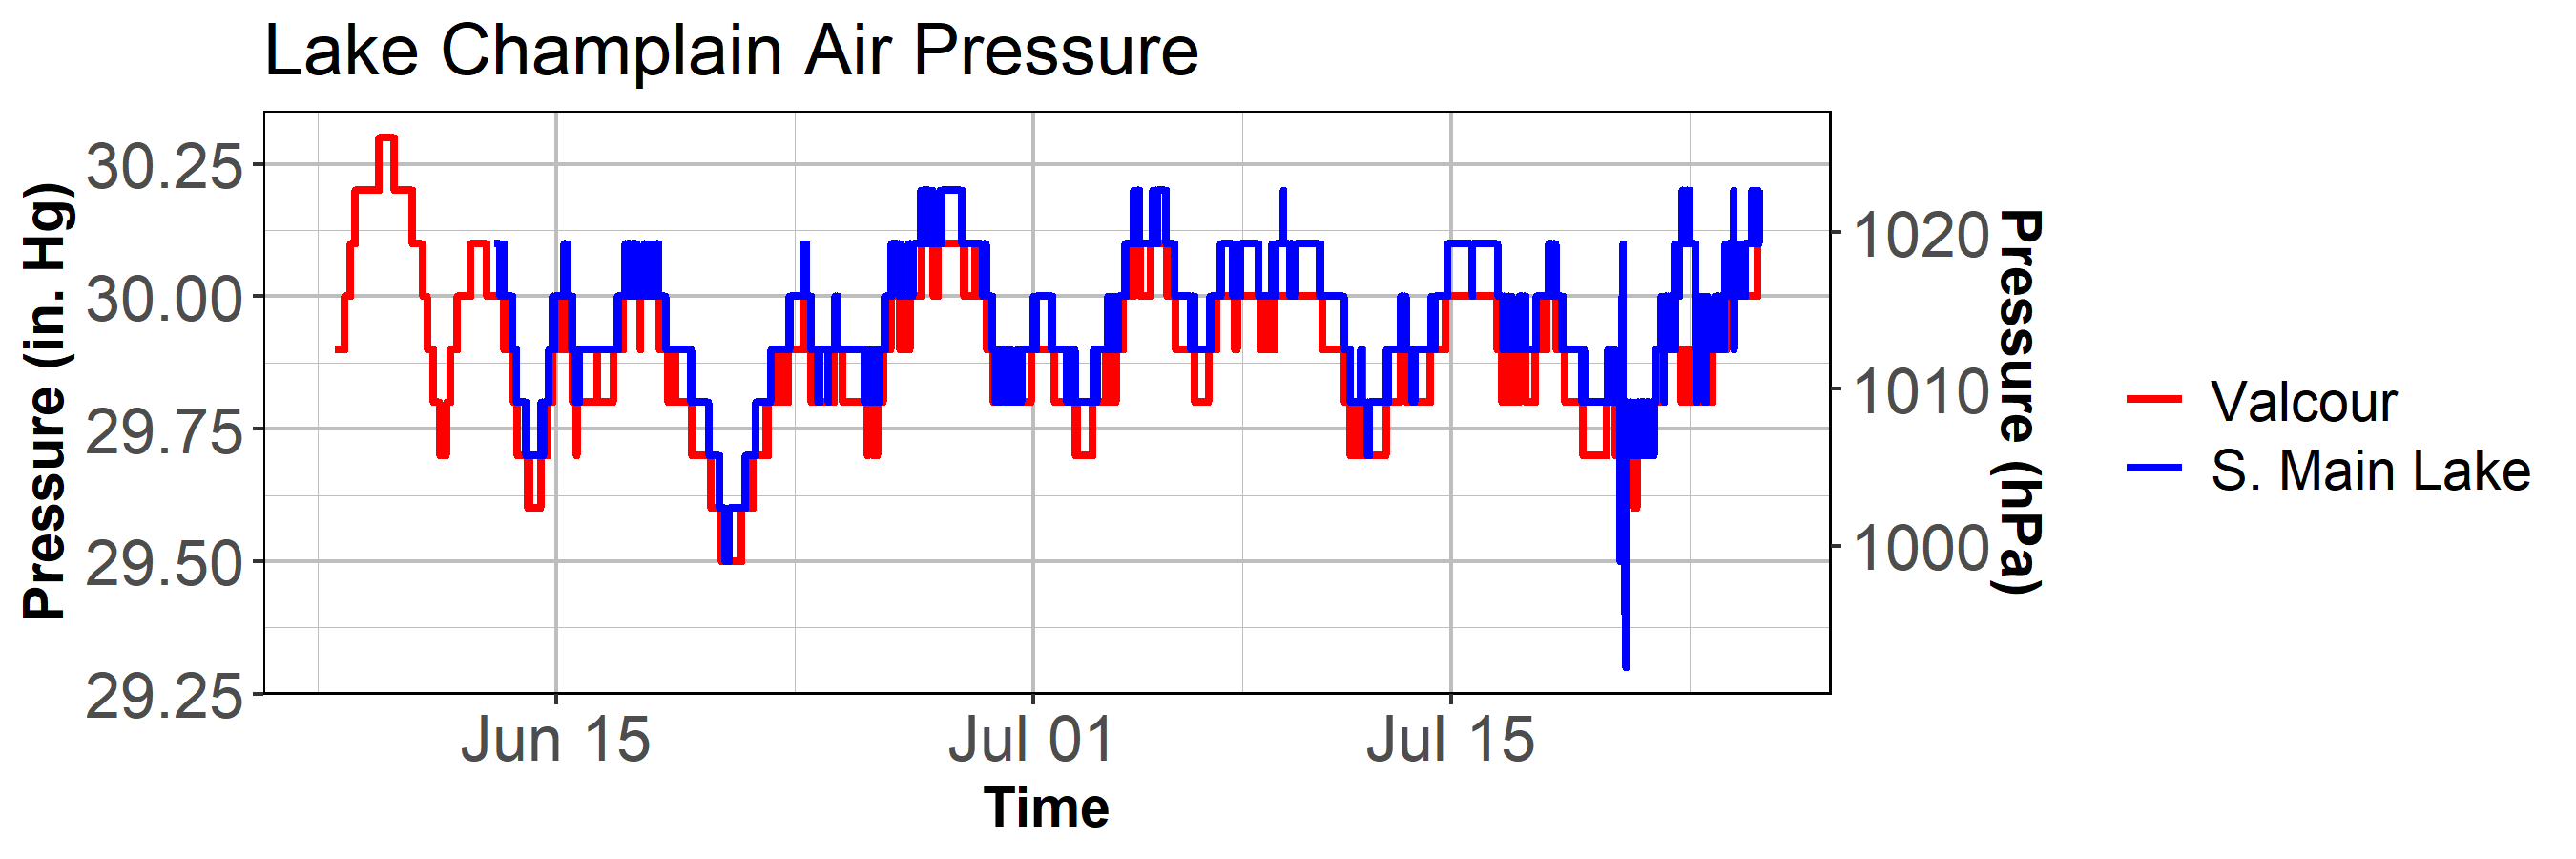 Lake Champlain Air Pressure
Pressure (in. Hg)
30.25
30.00
29.75
29.50
29.25
1020
1010
1000
Pressure (hPa)
Jun 15
Jul 01
Jul 15
Time
Valcour
S. Main Lake